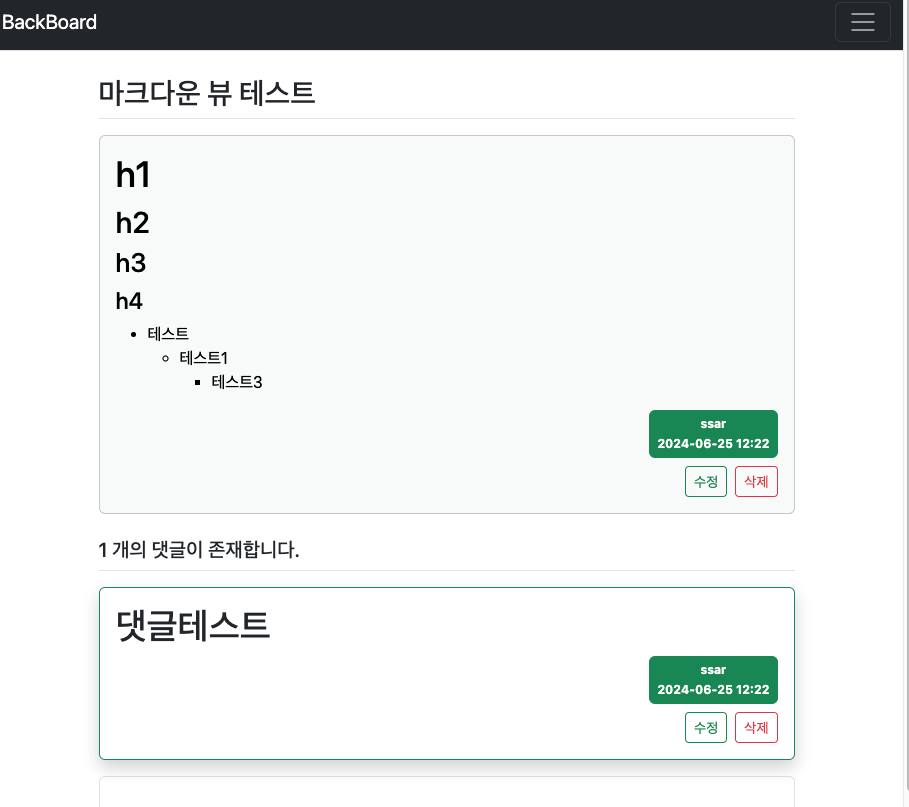 BackBoard
마크다운 뷰 테스트
h1
h2
h3
h4
테스트
테스트1
테스트3
ssar
2024-06-25 12:22
수정 삭제
1 개의 댓글이 존재합니다.
댓글테스트
ssar
2024-06-25 12:22
수정 삭제